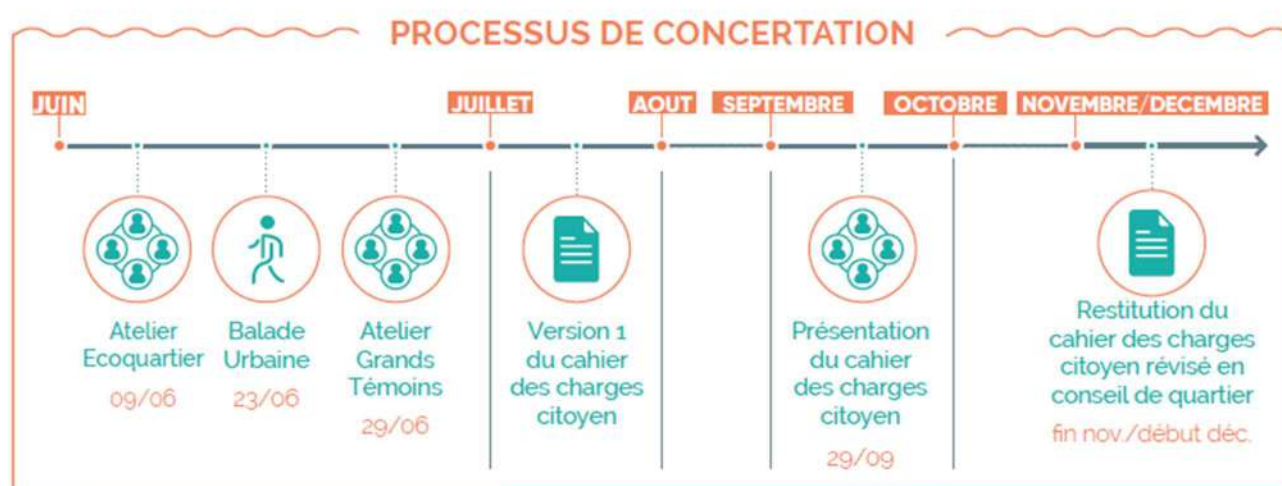 PROCESSUS DE CONCERTATION
JUIN
JUILLET
AOUT
SEPTEMBRE
OCTOBRE
NOVEMBRE/DECEMBRE
Atelier
Ecoquartier
09/06
Balade
Urbaine
23/06
Atelier
Grands
Témoins
29/06
Version 1
du cahier
des charges
citoyen
Présentation
du cahier
des charges
citoyen
29/09
Restitution du
cahier des charges
citoyen révisé en
conseil de quartier
fin nov./début déc.